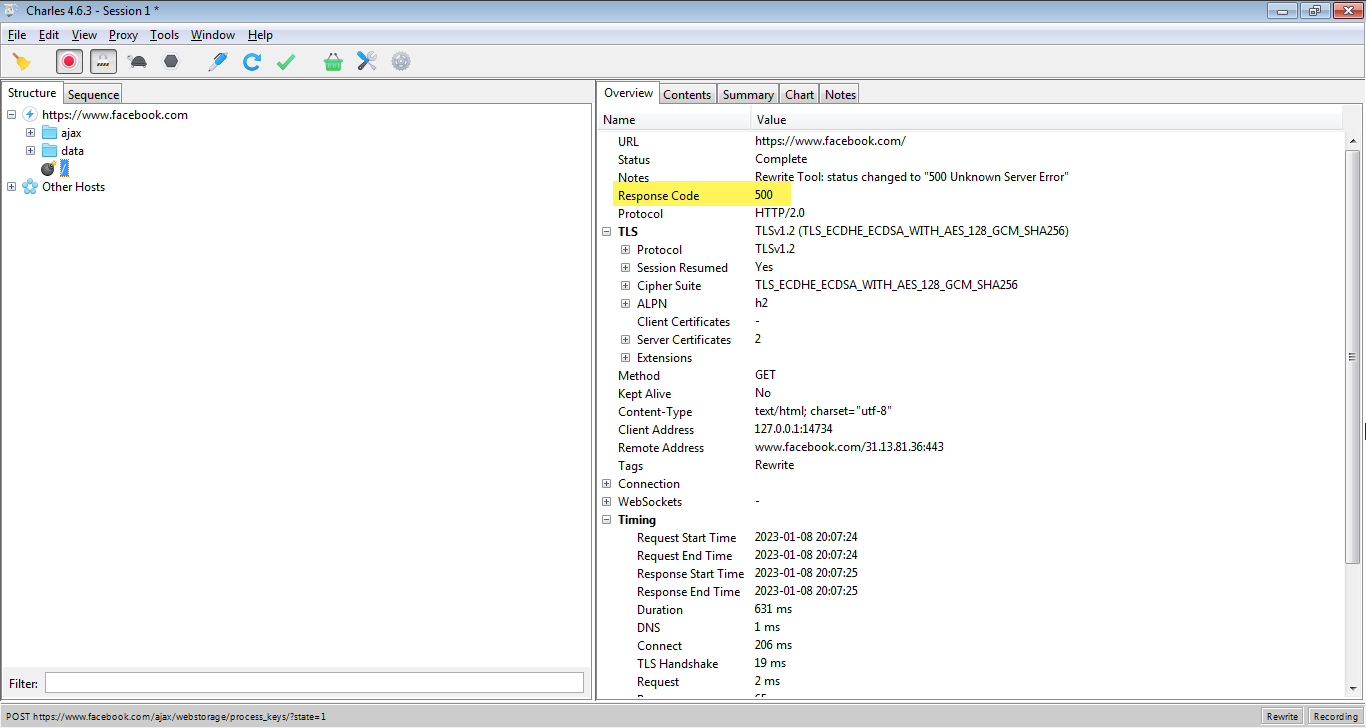 Charles 4.6.3 - Session 1 *
File Edit View Proxy Tools Window Help
Structure Sequence
https://www.facebook.com
ajax
data
/
Other Hosts
Filter:
Overview Contents Summary Chart Notes
Name Value
URL https://www.facebook.com/
Status Complete
Notes Rewrite Tool: status changed to "500 Unknown Server Error"
Response Code 500
Protocol HTTP/2.0
TLS TLSv1.2 (TLS_ECDHE_ECDSA_WITH_AES_128_GCM_SHA256)
Protocol TLSv1.2
Session Resumed Yes
Cipher Suite TLS_ECDHE_ECDSA_WITH_AES_128_GCM_SHA256
ALPN h2
Client Certificates -
Server Certificates 2
Extensions
Method GET
Kept Alive No
Content-Type text/html; charset="utf-8"
Client Address 127.0.0.1:14734
Remote Address www.facebook.com/31.13.81.36:443
Tags Rewrite
Connection
WebSockets -
Timing
Request Start Time 2023-01-08 20:07:24
Request End Time 2023-01-08 20:07:24
Response Start Time 2023-01-08 20:07:25
Response End Time 2023-01-08 20:07:25
Duration 631 ms
DNS 1 ms
Connect 206 ms
TLS Handshake 19 ms
Request 2 ms
POST https://www.facebook.com/ajax/webstorage/process_keys/?state=1
Rewrite Recording